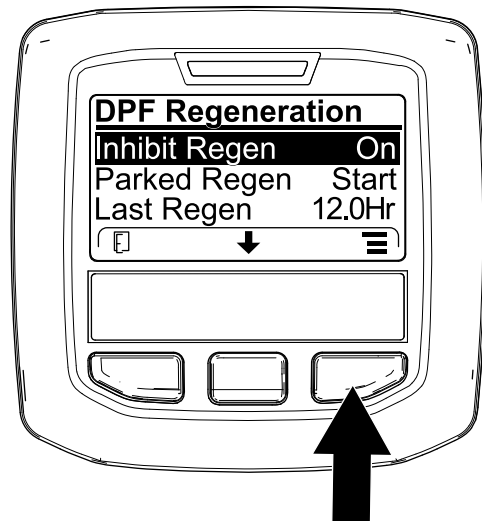 DPF Regeneration
Inhibit Regen On
Parked Regen Start
Last Regen 12.0Hr